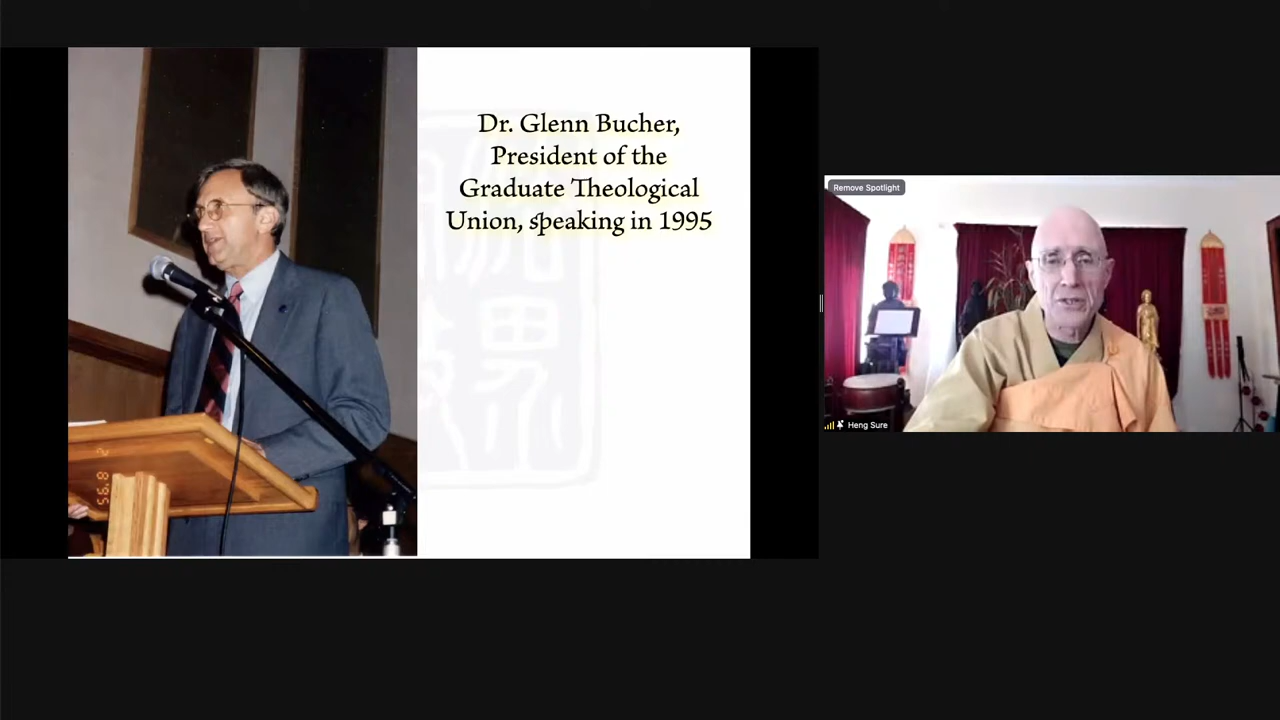 Dr. Glenn Bucher,
President of the
Graduate Theological
Union, speaking in 1995
Remove Spotlight
Heng Sure